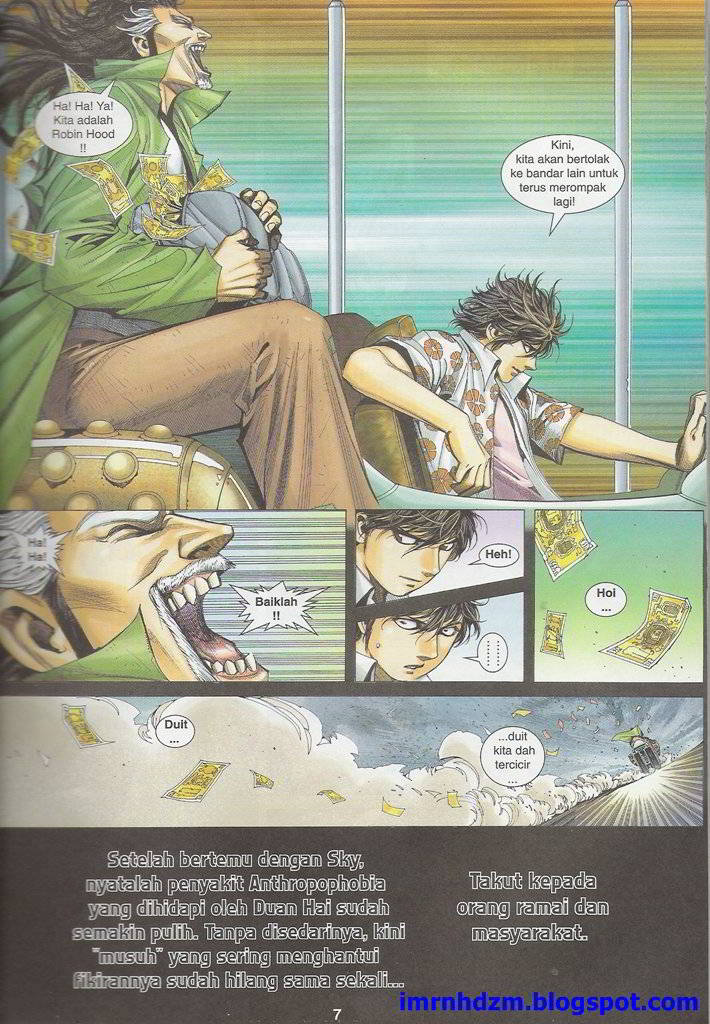 Ha! Ha! Ya!
Kita adalah
Robin Hood
!!
Kini,
kita akan bertolak
ke bandar lain untuk
terus merompak
lagi!
Ha!
Ha!
Baiklah
!!
Heh!
Hoi
...
Duit
...
...duit
kita dah
tercicir
...
Setelah bertemu dengan Sky,
nyatalah penyakit Anthropophobia
yang dihidapi oleh Duan Hai sudah
semakin pulih. Tanpa disedarinya, kini
"musuh" yang sering menghantui
fikirannya sudah hilang sama sekali...
Takut kepada
orang ramai dan
masyarakat.
7
imrnhdzm.blogspot.com